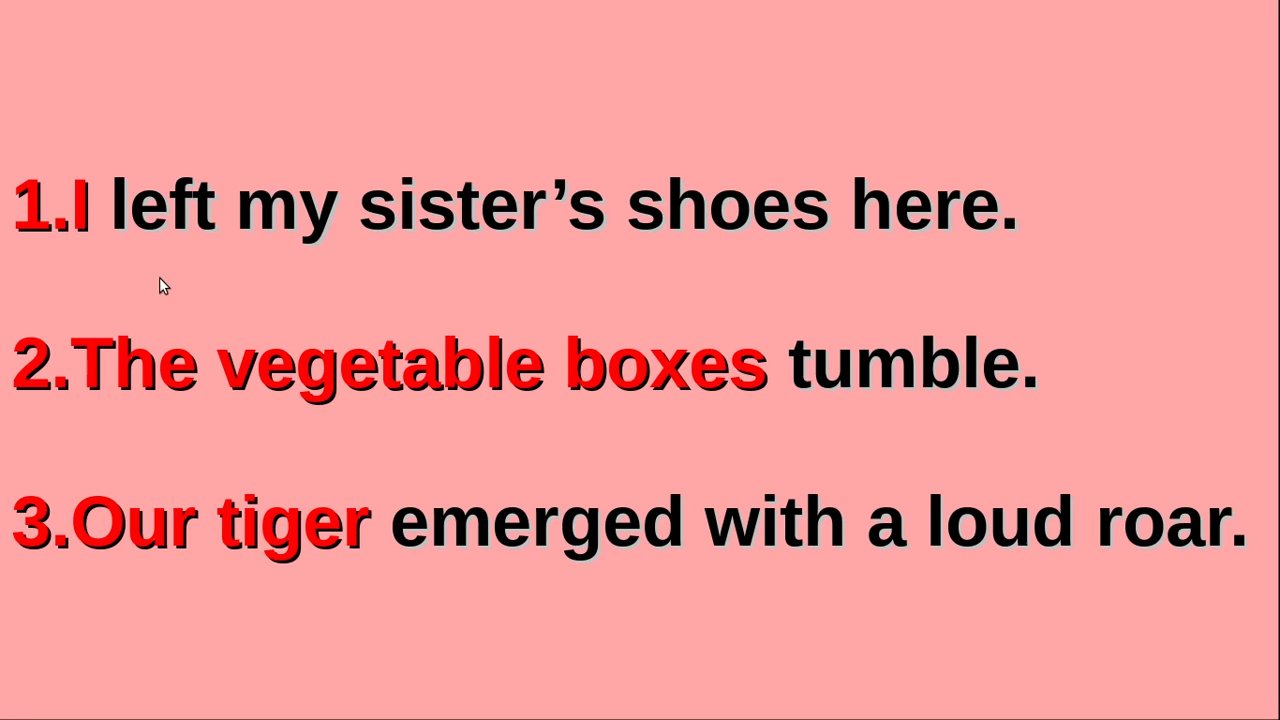 1.I left my sister’s shoes here.
2.The vegetable boxes tumble.
3.Our tiger emerged with a loud roar.